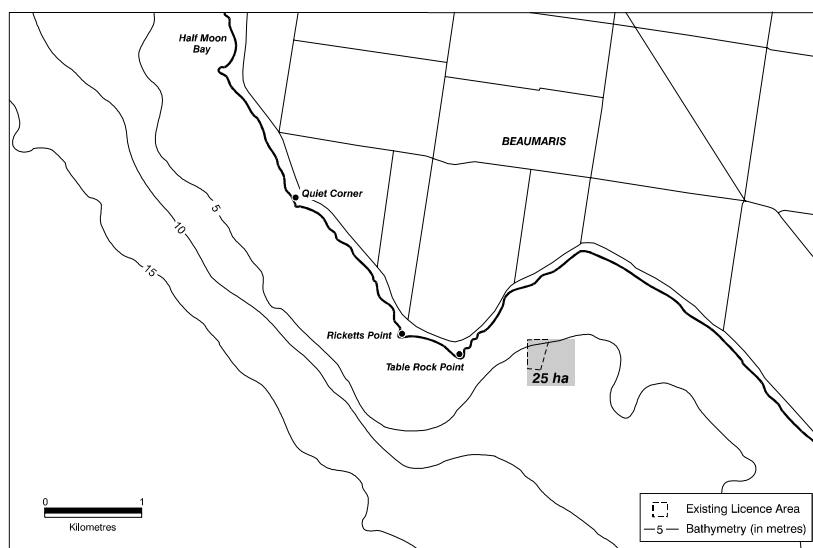 Half Moon
Bay
BEAUMARIS
Quiet Corner
5
10
15
Ricketts Point
Table Rock Point
25 ha
0 1
Kilometres
Existing Licence Area
5 Bathymetry (in metres)